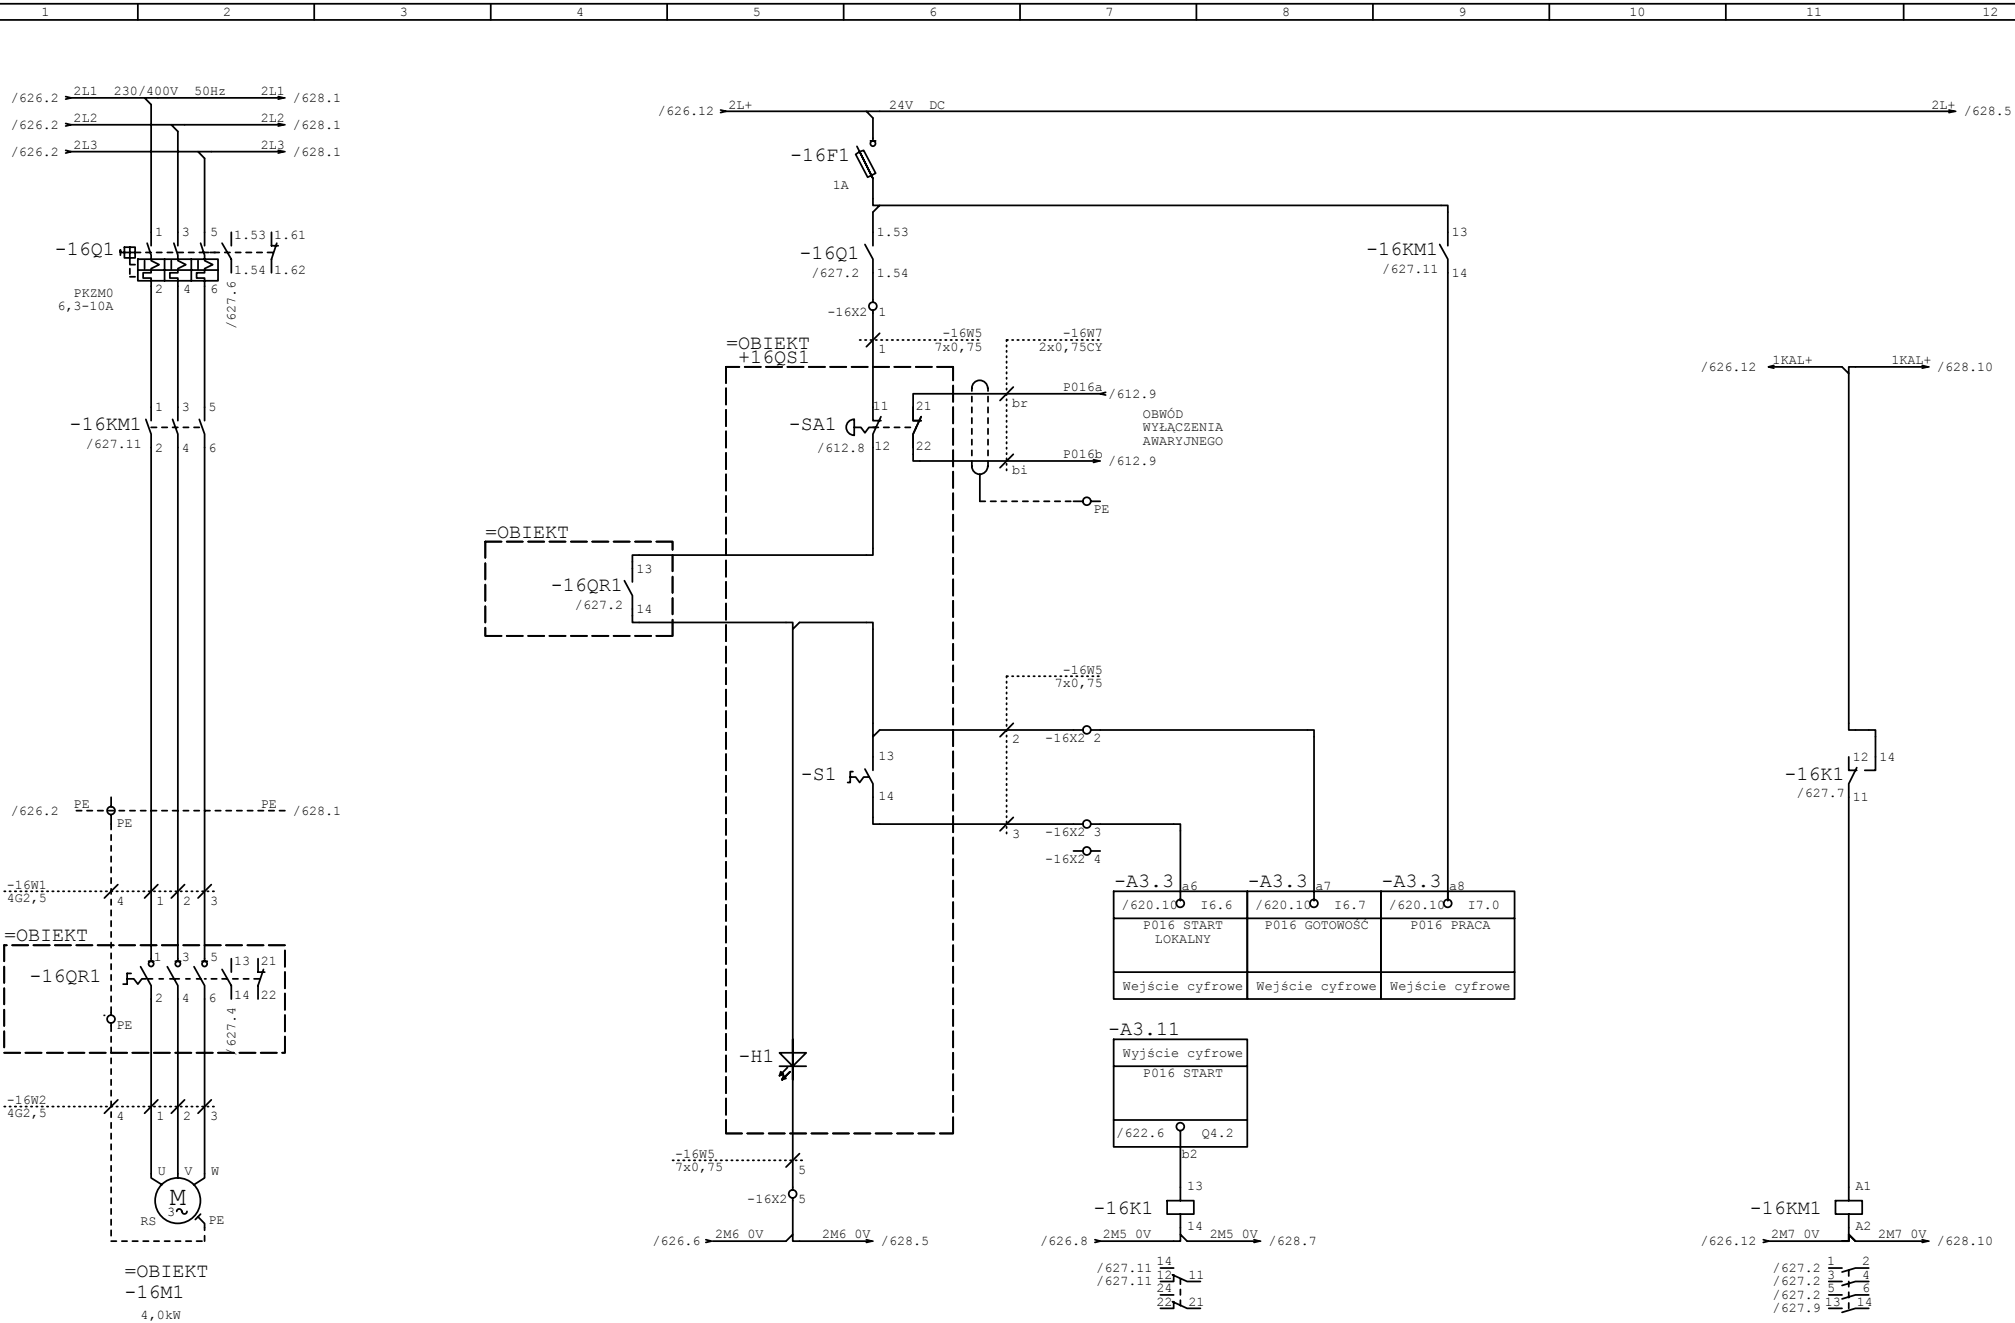 1 2 3 4 5 6 7 8 9 10 11 12
/626.2 2L1 230/400V 50Hz 2L1 /628.1
/626.2 2L2 2L2 /628.1
/626.2 2L3 2L3 /628.1
/626.12 2L+ 24V DC 2L+ /628.5
-16F1
1A
1 3 5 1.53 1.61
-16Q1
1.54 1.62
PKZM0
6,3-10A
2 4 6
/627.6
1.53
-16Q1
/627.2 1.54
13
-16KM1
/627.11 14
-16X2 1
-16W5
7x0,75
1
-16W7
2x0,75CY
=OBIEKT
+16QS1
/626.12 1KAL+ 1KAL+ /628.10
1 3 5
-16KM1
/627.11 2 4 6
11 21
-SA1
/612.8 12 22
P016a /612.9
br
OBWÓD
WYŁĄCZENIA
AWARYJNEGO
P016b /612.9
bi
PE
=OBIEKT
13
-16QR1
/627.2 14
-16W5
7x0,75
2 -16X2 2
13
-S1
14
3 -16X2 3
-16X2 4
12 14
-16K1
/627.7 11
/626.2 PE PE /628.1
PE
-16W1
4G2,5
4 1 2 3
=OBIEKT
1 3 5 13 21
-16QR1
2 4 6 14 22
PE
/627.4
-A3.3 a6 -A3.3 a7 -A3.3 a8
/620.10 I6.6 /620.10 I6.7 /620.10 I7.0
P016 START
LOKALNY
P016 GOTOWOŚĆ
P016 PRACA
Wejście cyfrowe Wejście cyfrowe Wejście cyfrowe
-A3.11
Wyjście cyfrowe
P016 START
/622.6 Q4.2
b2
-H1
-16W2
4G2,5
4 1 2 3
U V W
M
3
RS PE
=OBIEKT
-16M1
4,0kW
-16W5
7x0,75
5
-16X2 5
/626.6 2M6 0V 2M6 0V /628.5
13
-16K1
14
/626.8 2M5 0V 2M5 0V /628.7
/627.11 14
/627.11 12 11
24
22 21
A1
-16KM1
A2
/626.12 2M7 0V 2M7 0V /628.10
/627.2 1 2
/627.2 3 4
/627.2 5 6
/627.9 13 14